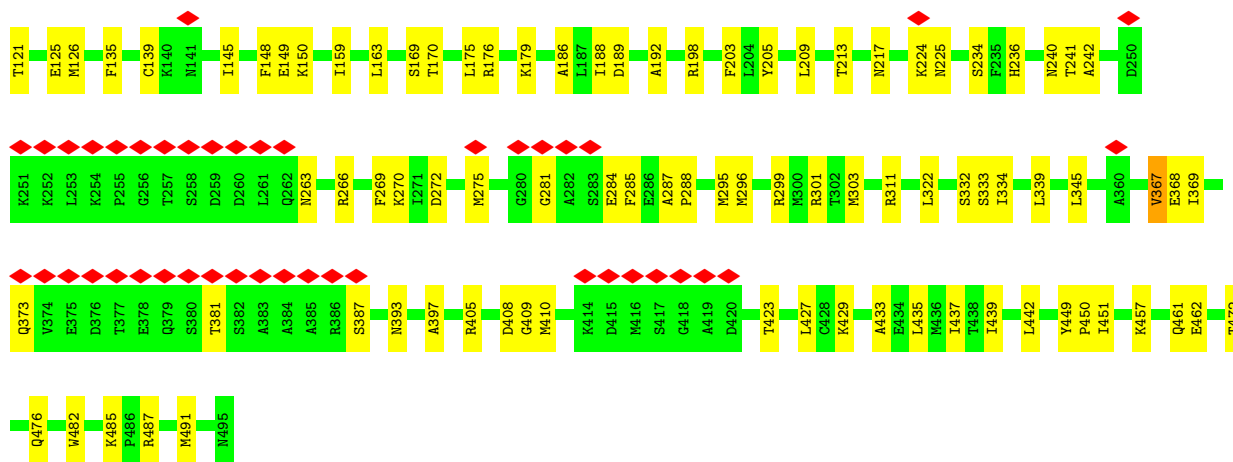 T121 E125 M126 F135 C139 K140 N141 I145 F148 E149 K150 I159 L163 S169 T170 L175 R176 K179 A186 L187 I188 D189 A192 R198 F203 L204 Y205 L209 T213 N217 K224 N225 S234 F235 H236 N240 T241 A242 D250
K251 K252 L253 K254 P255 G256 T257 S258 D259 D260 L261 Q262 N263 R266 F269 K270 I271 D272 M275 G280 G281 A282 S283 E284 F285 E286 A287 P288 M295 M296 R299 M300 R301 T302 M303 R311 L322 S332 S333 I334 L339 L345 A360 V367 E368 I369
Q373 V374 E375 D376 T377 E378 Q379 S380 T381 S382 A383 A384 A385 R386 S387 N393 A397 R405 D408 G409 M410 K414 D415 M416 S417 G418 A419 D420 T423 L427 C428 K429 A433 E434 L435 M436 I437 T438 I439 L442 Y449 P450 I451 K457 Q461 E462
Q476 W482 K485 P486 R487 M491 N495